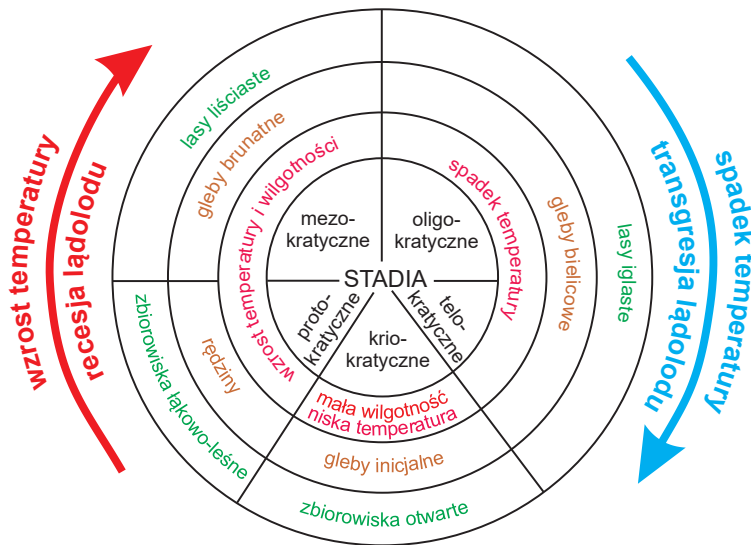 wzrost temperatury
recesja lądolodu
spadek temperatury
transgresja lądolodu
lasy liściaste
gleby brunatne
wzrost temperatury i wilgotności
mezo-
kratyczne
oligo-
kratyczne
spadek temperatury
gleby bielicowe
lasy iglaste
STADIA
proto-
kratyczne
krio-
kratyczne
telo-
kratyczne
zbiorowiska łąkowo-leśne
rędziny
mała wilgotność
niska temperatura
gleby inicjalne
zbiorowiska otwarte